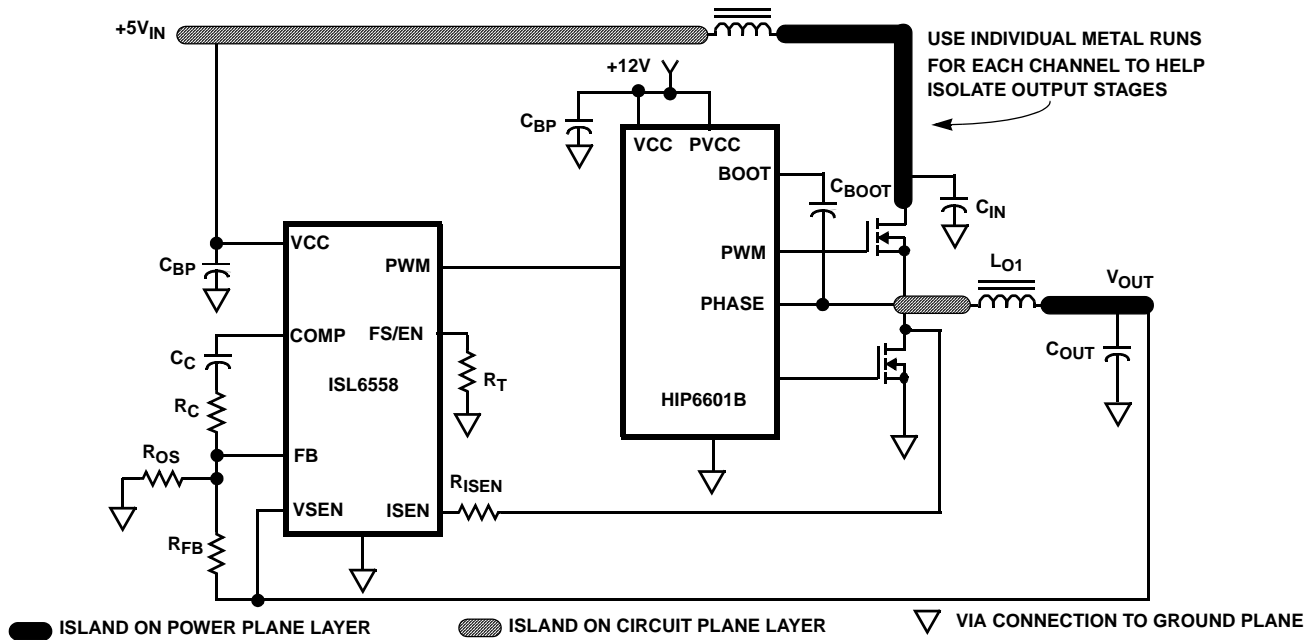 +5VIN
USE INDIVIDUAL METAL RUNS
FOR EACH CHANNEL TO HELP
ISOLATE OUTPUT STAGES
+12V
CBP
VCC PVCC
BOOT
CBOOT
CIN
VCC
CBP
PWM
PWM
LO1
VOUT
PHASE
COMP
FS/EN
CC
COUT
ISL6558
RT
RC
HIP6601B
ROS
FB
RISEN
VSEN
ISEN
RFB
ISLAND ON POWER PLANE LAYER
ISLAND ON CIRCUIT PLANE LAYER
VIA CONNECTION TO GROUND PLANE